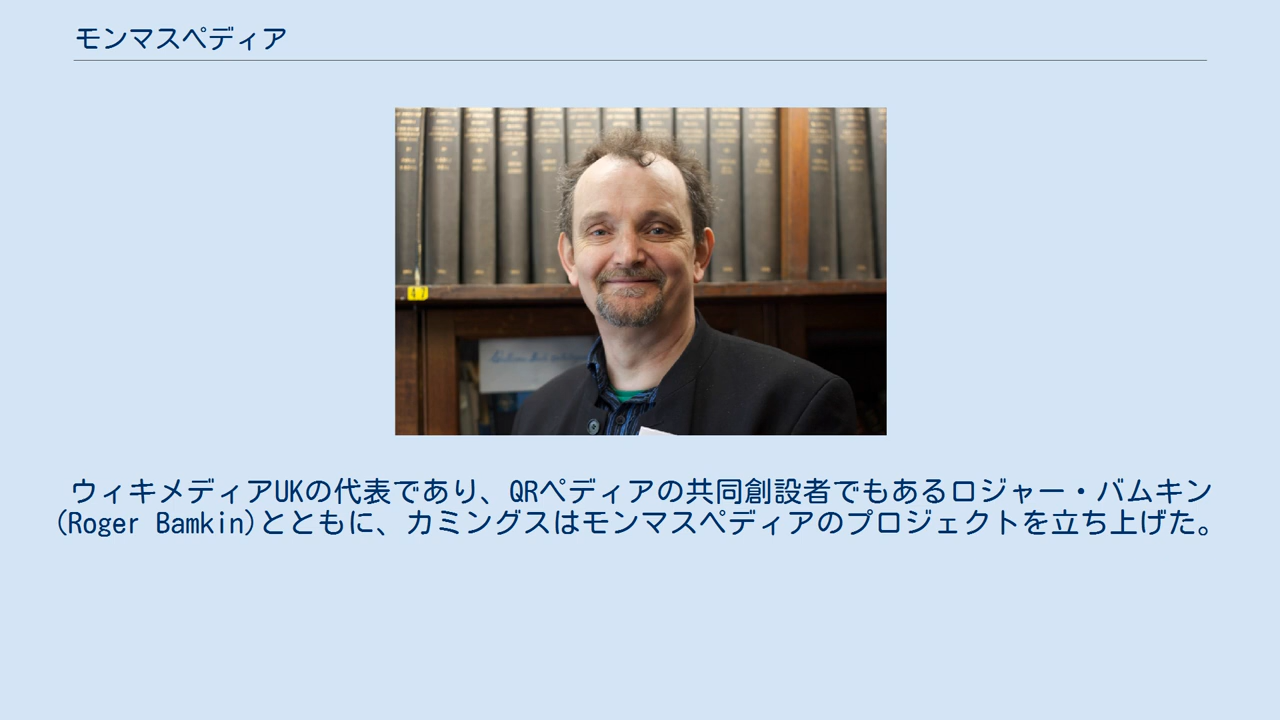 モンマスペディア
ウィキメディアUKの代表であり、QRペディアの共同創設者でもあるロジャー・バムキン
(Roger Bamkin)とともに、カミングスはモンマスペディアのプロジェクトを立ち上げた。